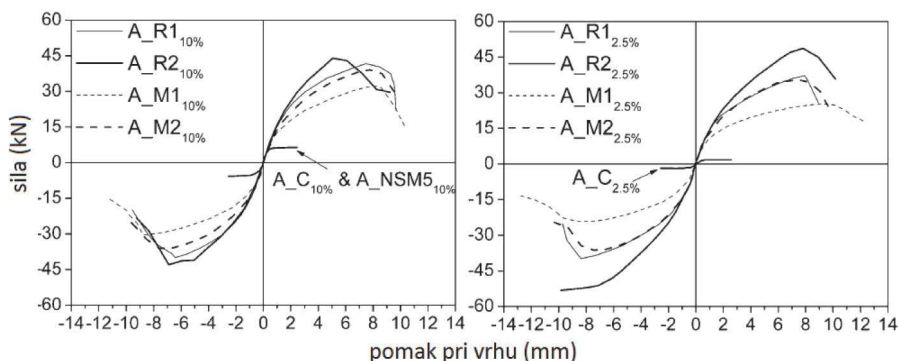 A_R110%
A_R210%
A_M110%
A_M210%
A_C10% & A_NSM510%
60
45
30
15
0
-15
-30
-45
60
-14 -12 -10 -8 -6 -4 -2 0 2 4 6 8 10 12 14
sila (kN)
A_R12.5%
A_R22.5%
A_M12.5%
A_M22.5%
A_C2.5%
60
45
30
15
0
-15
-30
-45
-60
-14 -12 -10 -8 -6 -4 -2 0 2 4 6 8 10 12 14
pomak pri vrhu (mm)